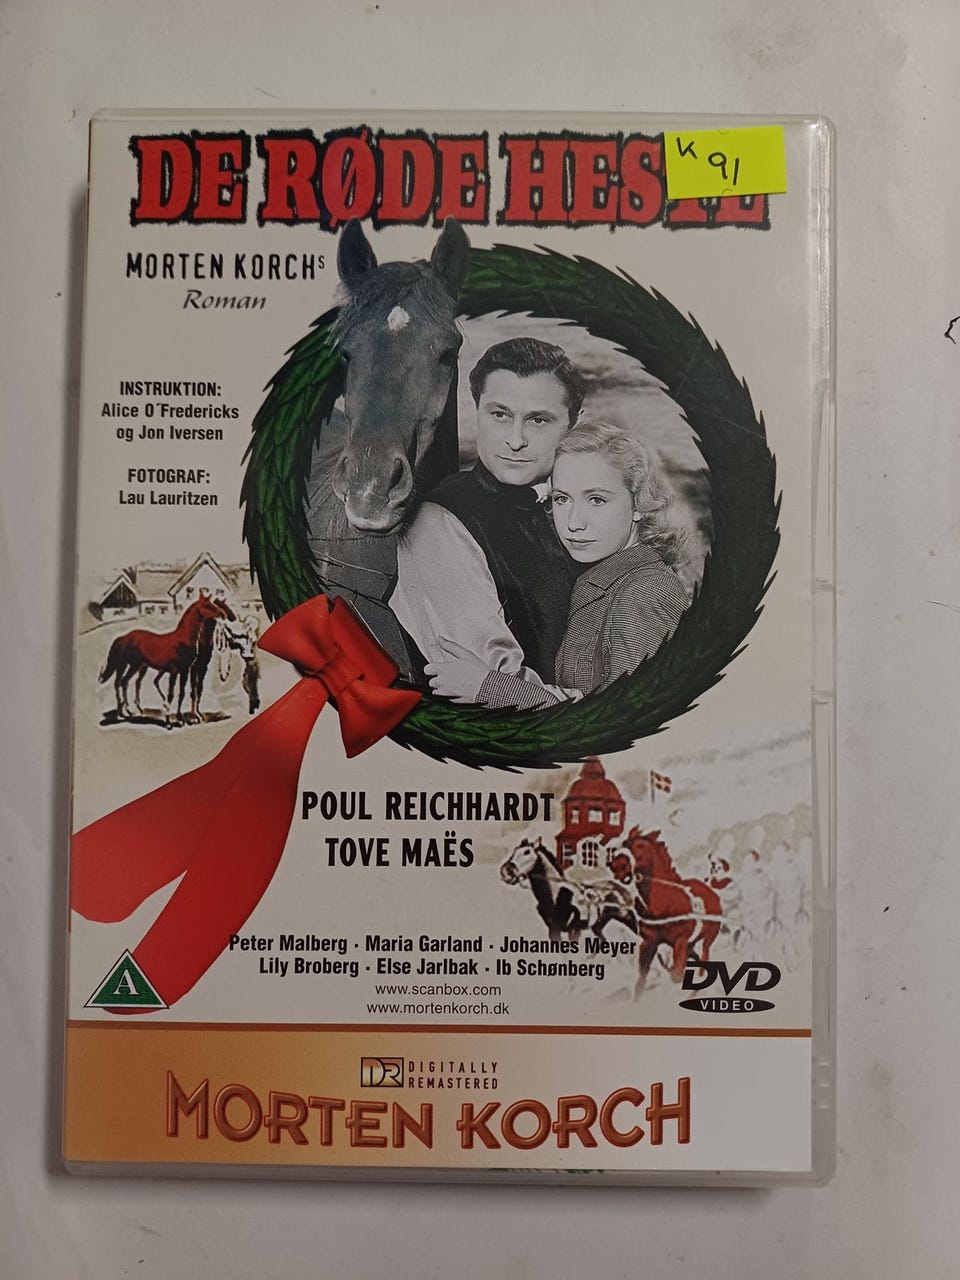 DE RØDE HESTE
K 91
MORTEN KORCHS
Roman
INSTRUKTION:
Alice O´Fredericks
og Jon Iversen
FOTOGRAF:
Lau Lauritzen
POUL REICHHARDT
TOVE MAËS
Peter Malberg · Maria Garland · Johannes Meyer
Lily Broberg · Else Jarlbak · Ib Schønberg
www.scanbox.com
www.mortenkorch.dk
A
DVD
VIDEO
DR DIGITALLY
REMASTERED
MORTEN KORCH